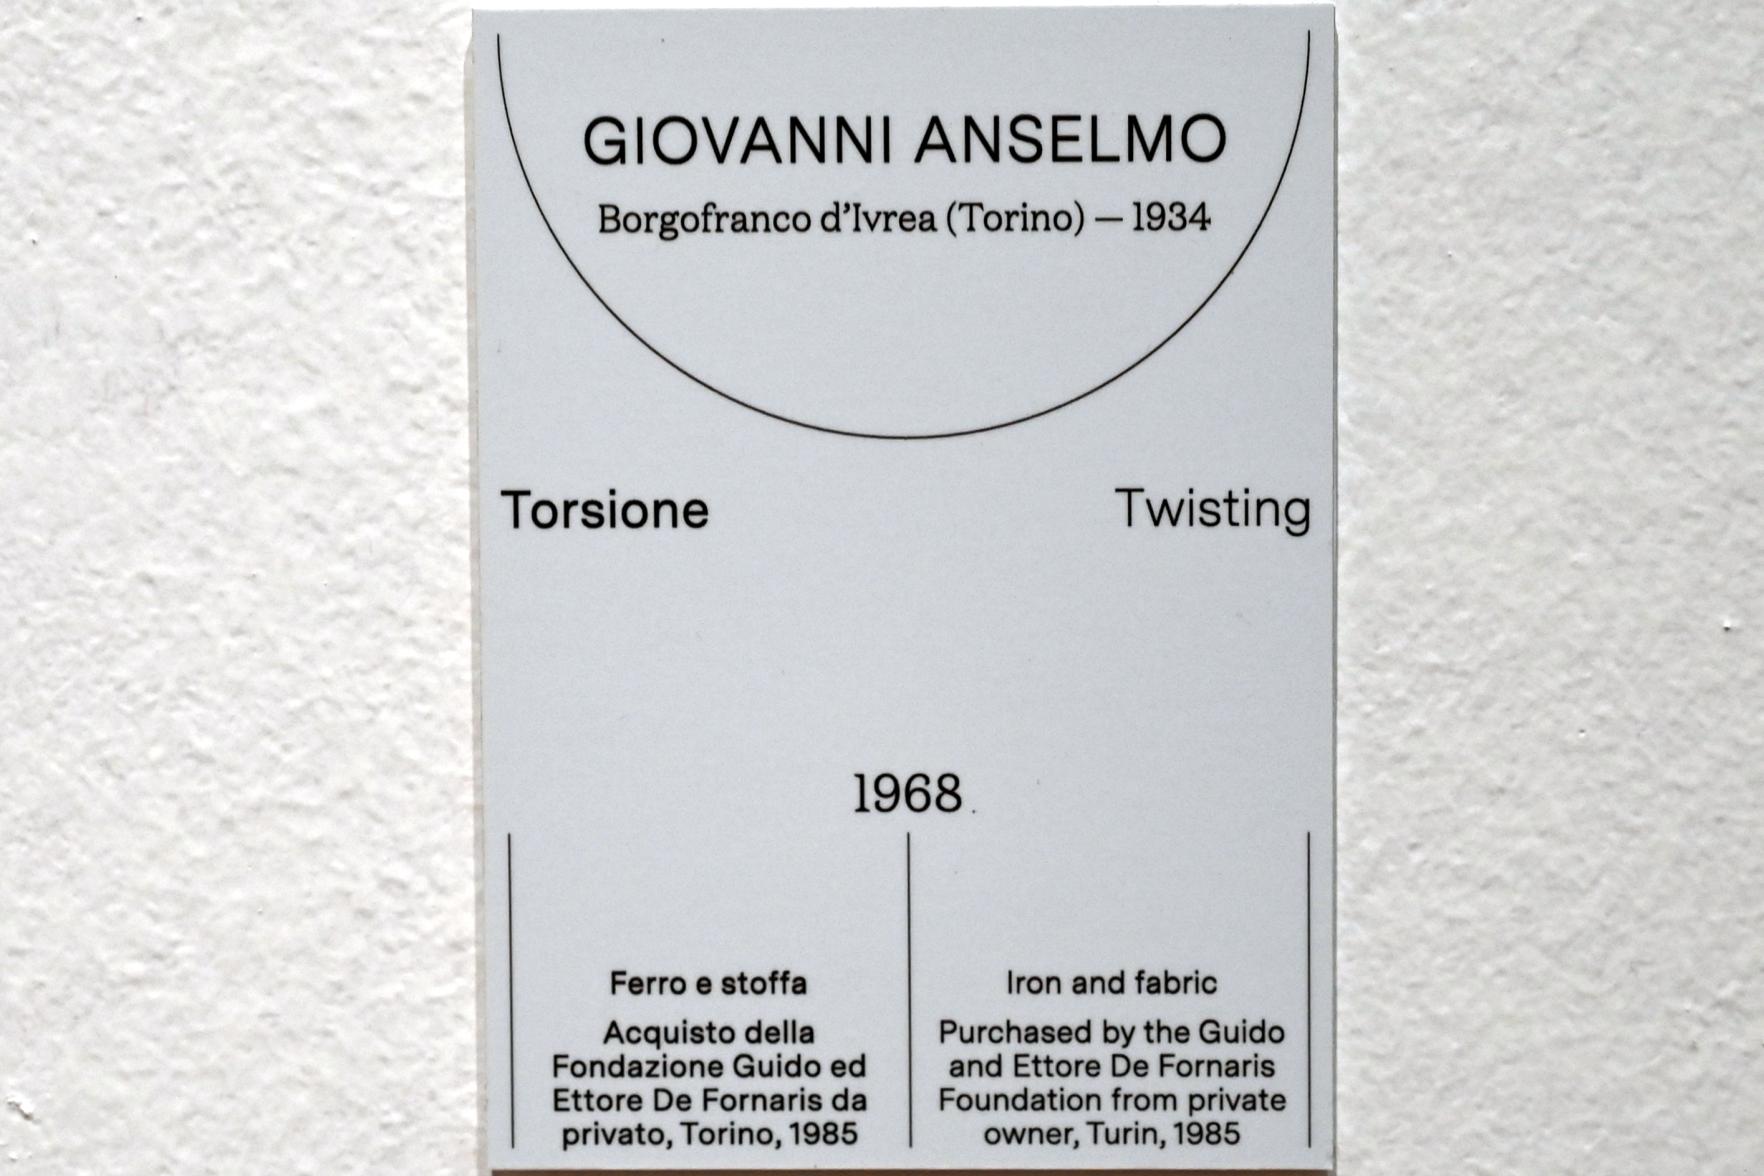 GIOVANNI ANSELMO
Borgofranco d’Ivrea (Torino) — 1934
Torsione
Twisting
1968
Ferro e stoffa
Acquisto della
Fondazione Guido ed
Ettore De Fornaris da
privato, Torino, 1985
Iron and fabric
Purchased by the Guido
and Ettore De Fornaris
Foundation from private
owner, Turin, 1985